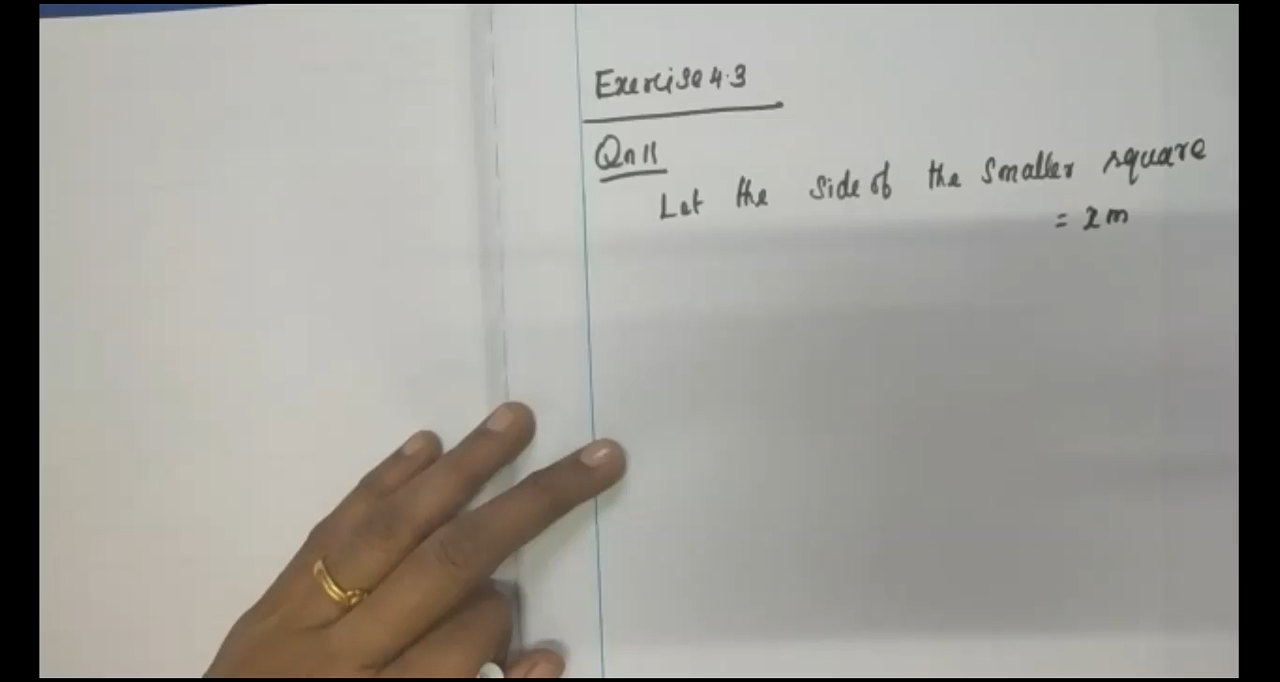 Exercise 4.3
Qn 11
Let the side of the smaller square
= x m